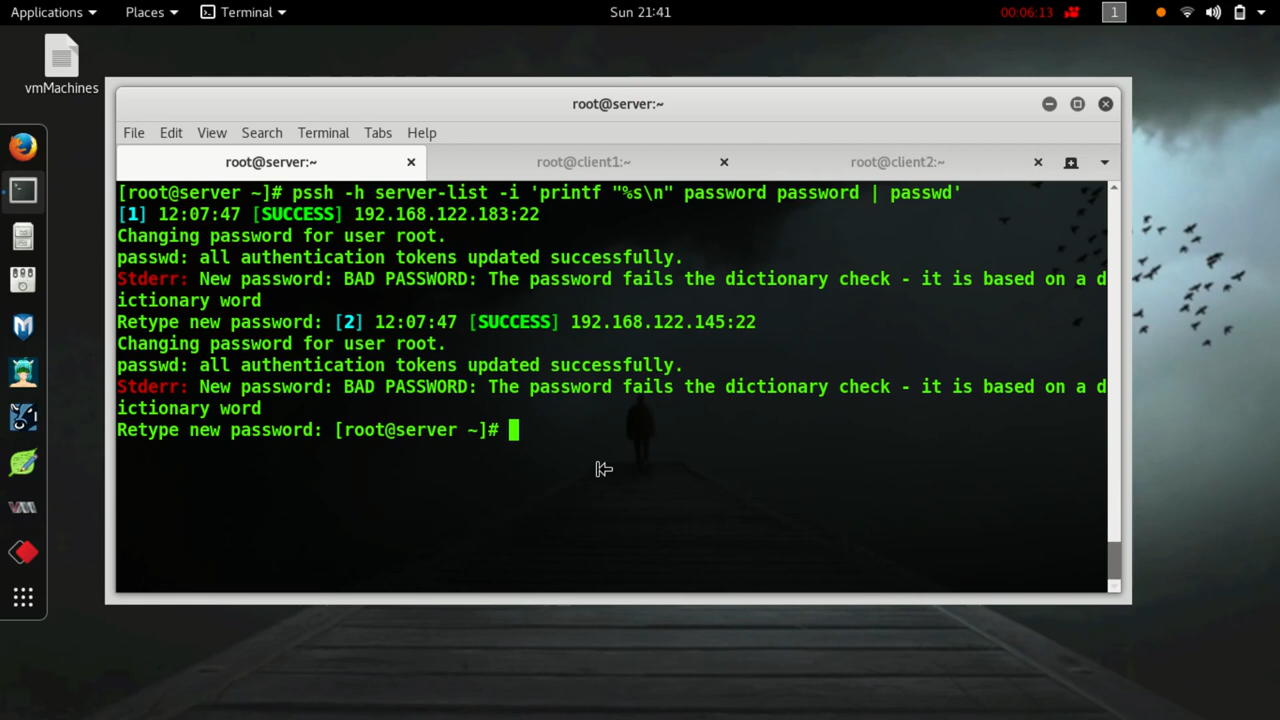 Applications Places Terminal Sun 21:41 00:06:13 1
vmMachines
root@server:~
File Edit View Search Terminal Tabs Help
root@server:~ root@client1:~ root@client2:~
[root@server ~]# pssh -h server-list -i 'printf "%s\n" password password | passwd'
[1] 12:07:47 [SUCCESS] 192.168.122.183:22
Changing password for user root.
passwd: all authentication tokens updated successfully.
Stderr: New password: BAD PASSWORD: The password fails the dictionary check - it is based on a d
ictionary word
Retype new password: [2] 12:07:47 [SUCCESS] 192.168.122.145:22
Changing password for user root.
passwd: all authentication tokens updated successfully.
Stderr: New password: BAD PASSWORD: The password fails the dictionary check - it is based on a d
ictionary word
Retype new password: [root@server ~]#